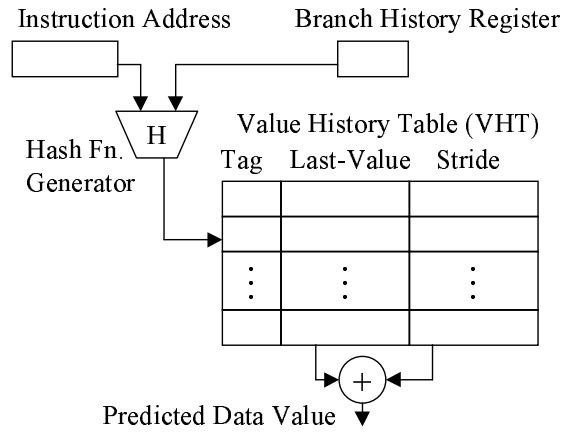 Instruction Address
Branch History Register
H
Hash Fn.
Generator
Value History Table (VHT)
Tag Last-Value Stride
+
Predicted Data Value